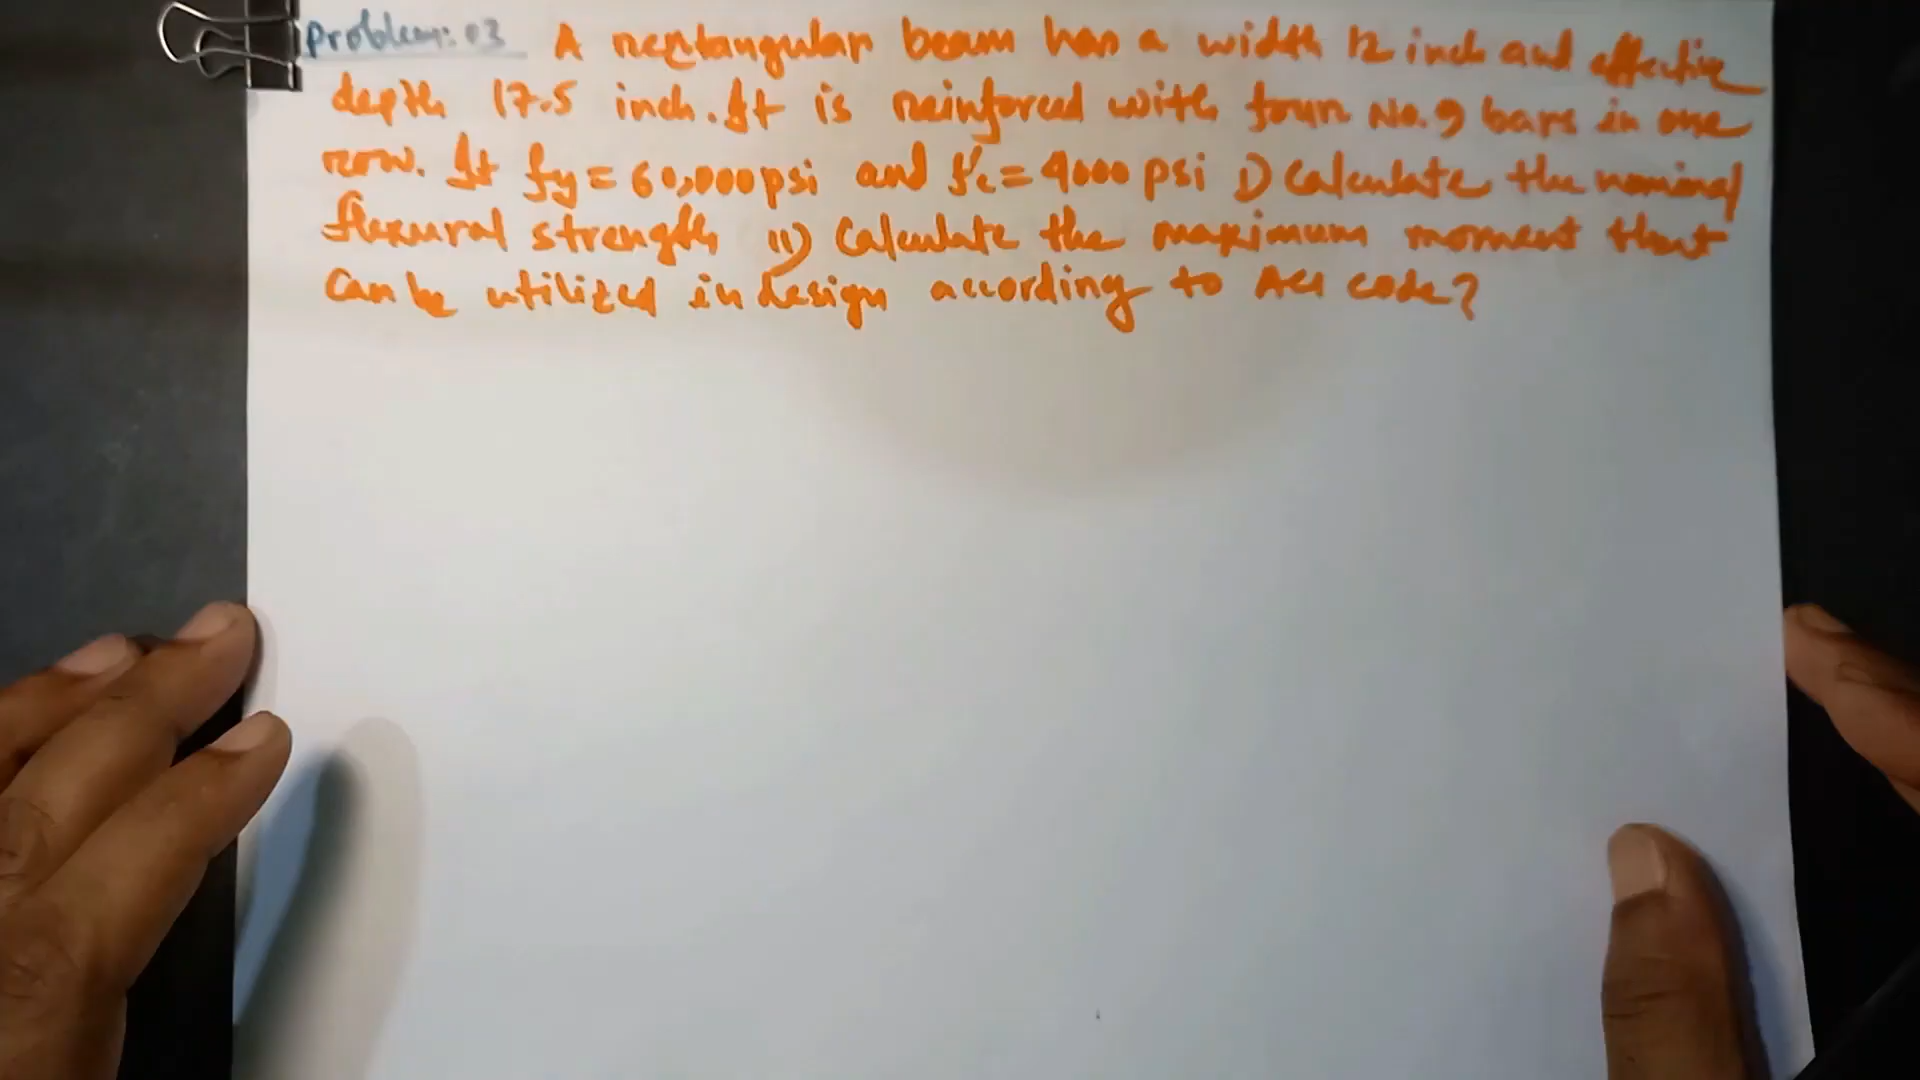 Problem: 03 A rectangular beam has a width 12 inch and effective
depth 17.5 inch. It is reinforced with four No. 9 bars in one
row. If fy = 60,000 psi and f'c = 4000 psi i) Calculate the nominal
flexural strength ii) Calculate the maximum moment that
can be utilized in design according to ACI code?